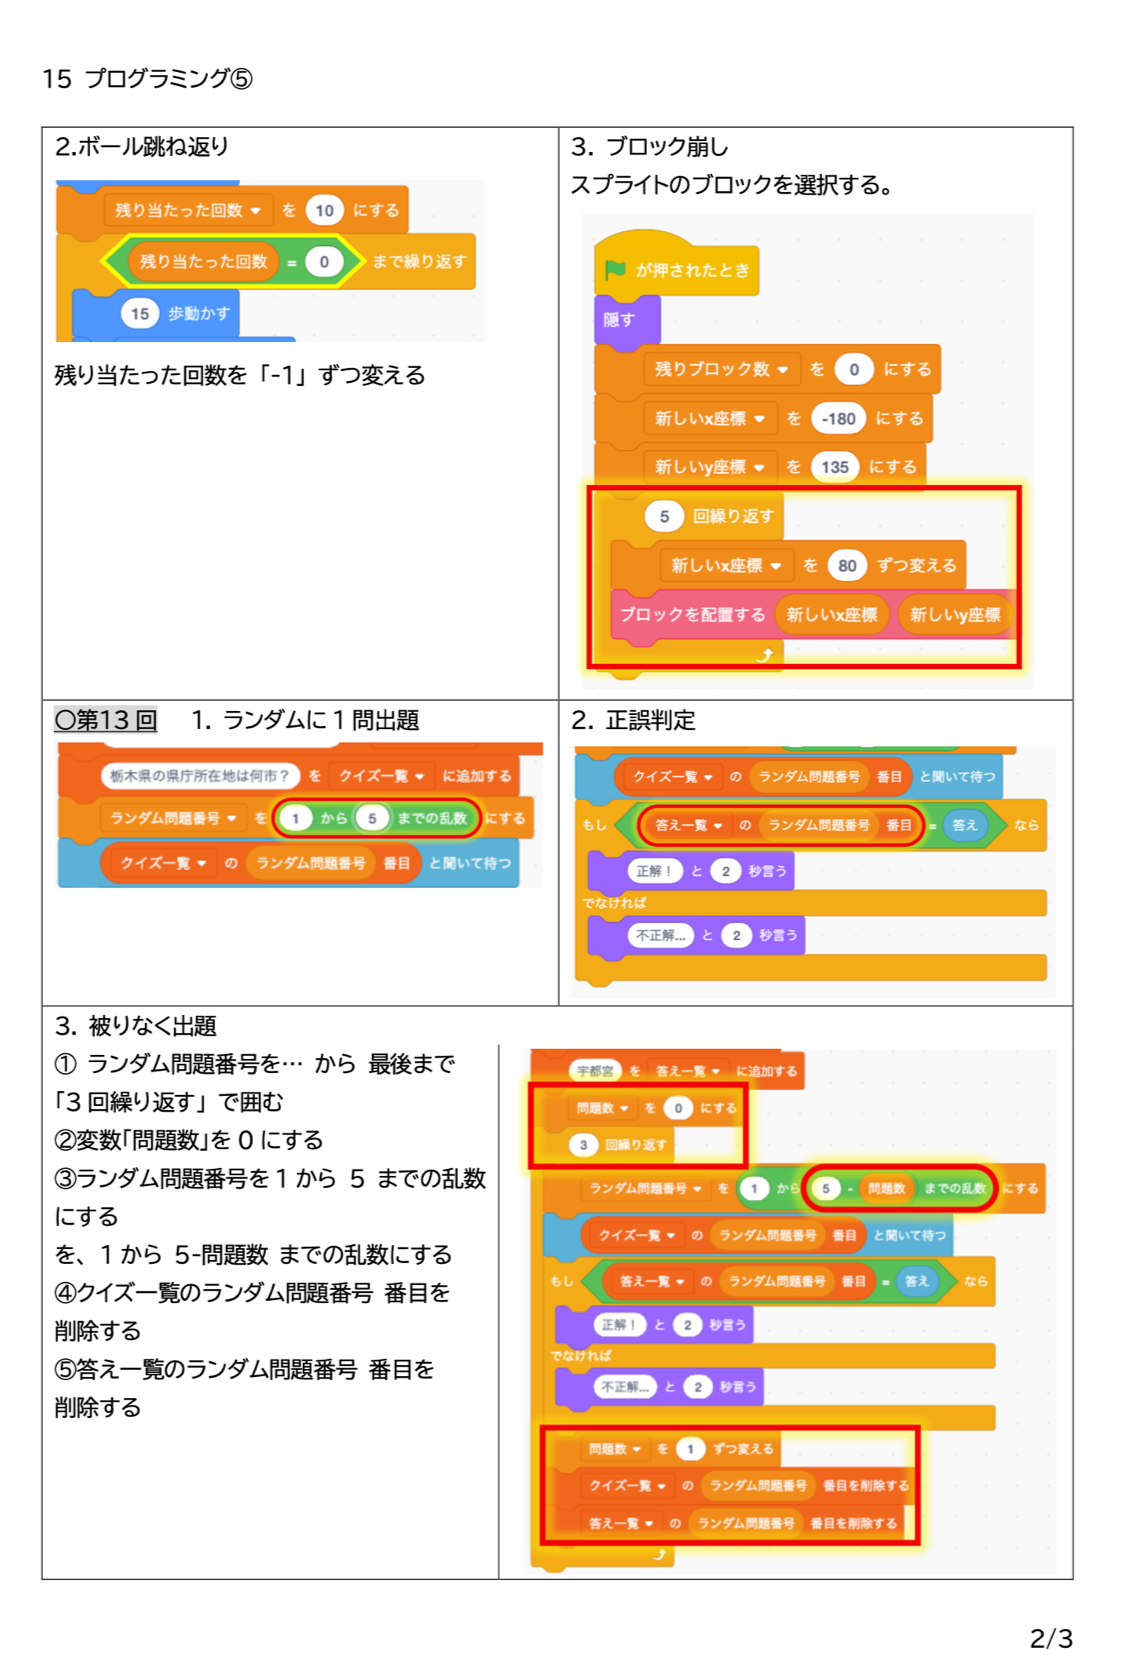 15 プログラミング⑤
2.ボール跳ね返り
残り当たった回数 を 10 にする
残り当たった回数 = 0 まで繰り返す
15 歩動かす
残り当たった回数を「-1」ずつ変える
3. ブロック崩し
スプライトのブロックを選択する。
が押されたとき
隠す
残りブロック数 を 0 にする
新しいx座標 を -180 にする
新しいy座標 を 135 にする
5 回繰り返す
新しいx座標 を 80 ずつ変える
ブロックを配置する 新しいx座標 新しいy座標
〇第13回 1. ランダムに1問出題
栃木県の県庁所在地は何市? を クイズ一覧 に追加する
ランダム問題番号 を 1 から 5 までの乱数 にする
クイズ一覧 の ランダム問題番号 番目 と聞いて待つ
2. 正誤判定
クイズ一覧 の ランダム問題番号 番目 と聞いて待つ
もし 答え一覧 の ランダム問題番号 番目 = 答え なら
正解! と 2 秒言う
でなければ
不正解... と 2 秒言う
3. 被りなく出題
① ランダム問題番号を… から 最後まで
「3回繰り返す」で囲む
②変数「問題数」を0にする
③ランダム問題番号を1から 5 までの乱数
にする
を、1から 5-問題数 までの乱数にする
④クイズ一覧のランダム問題番号 番目を
削除する
⑤答え一覧のランダム問題番号 番目を
削除する
宇都宮 を 答え一覧 に追加する
問題数 を 0 にする
3 回繰り返す
ランダム問題番号 を 1 から 5 - 問題数 までの乱数 にする
クイズ一覧 の ランダム問題番号 番目 と聞いて待つ
もし 答え一覧 の ランダム問題番号 番目 = 答え なら
正解! と 2 秒言う
でなければ
不正解... と 2 秒言う
問題数 を 1 ずつ変える
クイズ一覧 の ランダム問題番号 番目を削除する
答え一覧 の ランダム問題番号 番目を削除する
2/3